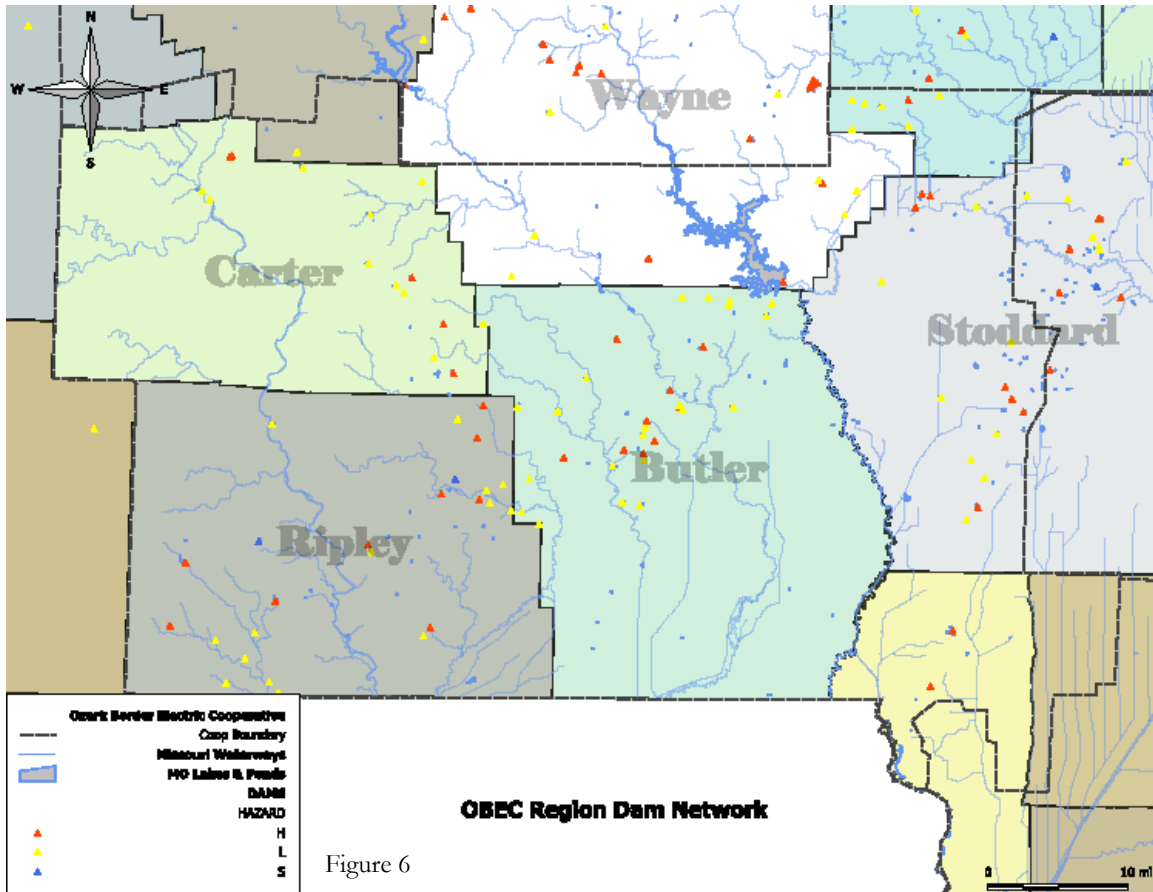 N
W E
S
Wayne
Carter
Stoddard
Butler
Ripley
Ozark Border Electric Cooperative
Coop Boundary
Missouri Waterways
MO Lakes & Ponds
DAMS
HAZARD
H
L
S
OBEC Region Dam Network
Figure 6
0 10 mi